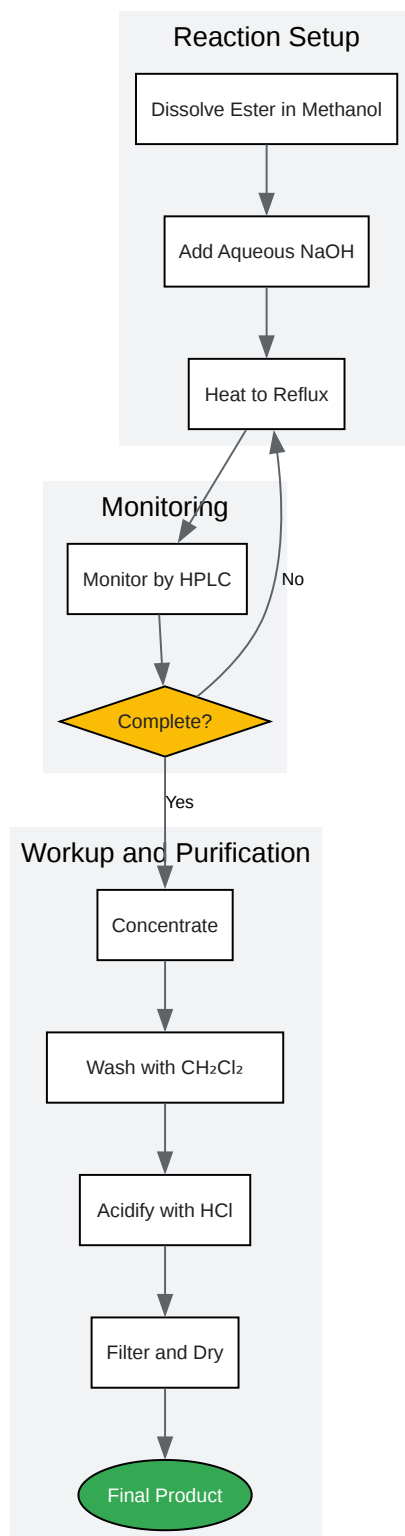 Reaction Setup
Dissolve Ester in Methanol
Add Aqueous NaOH
Heat to Reflux
Monitoring
Monitor by HPLC
No
Complete?
Yes
Workup and Purification
Concentrate
Wash with CH₂Cl₂
Acidify with HCl
Filter and Dry
Final Product